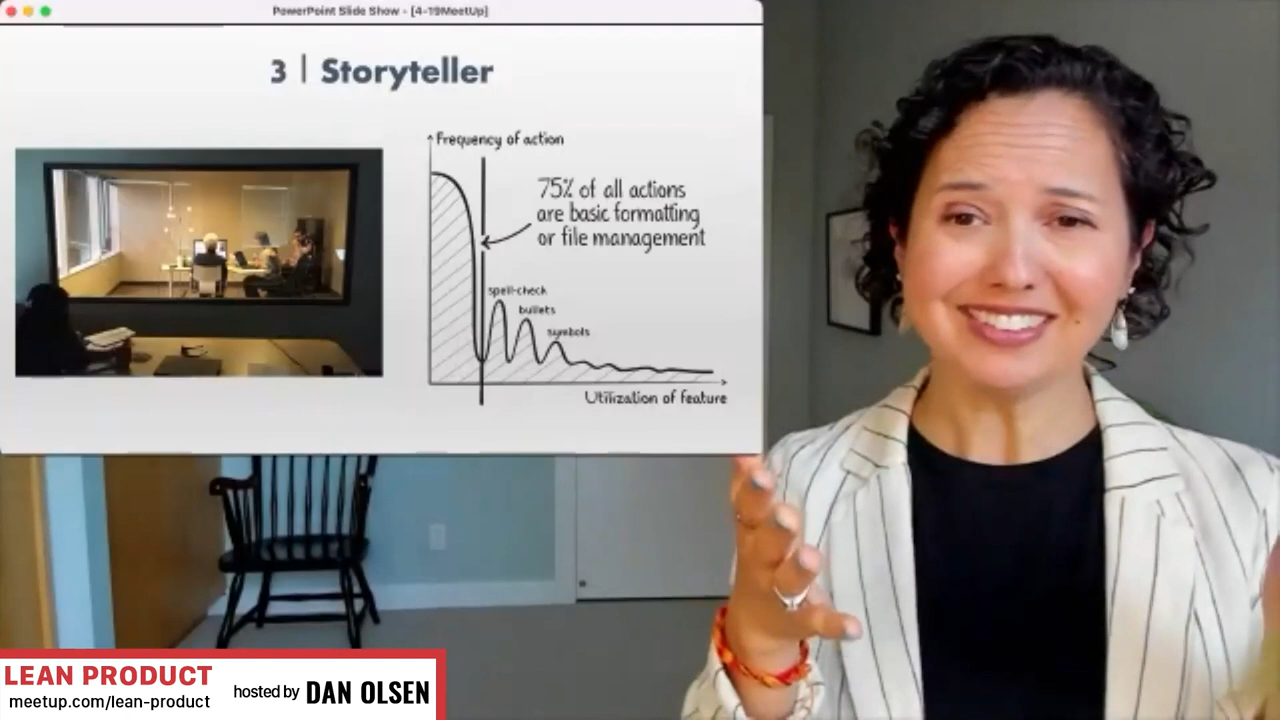 PowerPoint Slide Show - [4-19MeetUp]
3 | Storyteller
Frequency of action
75% of all actions
are basic formatting
or file management
spell-check
bullets
symbols
Utilization of feature
LEAN PRODUCT
meetup.com/lean-product
hosted by DAN OLSEN